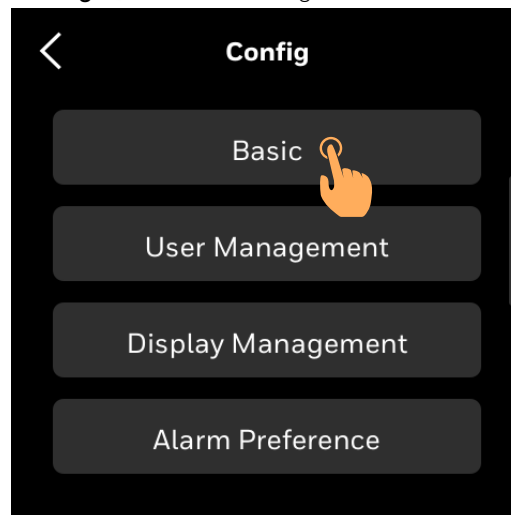 Config
Basic
User Management
Display Management
Alarm Preference